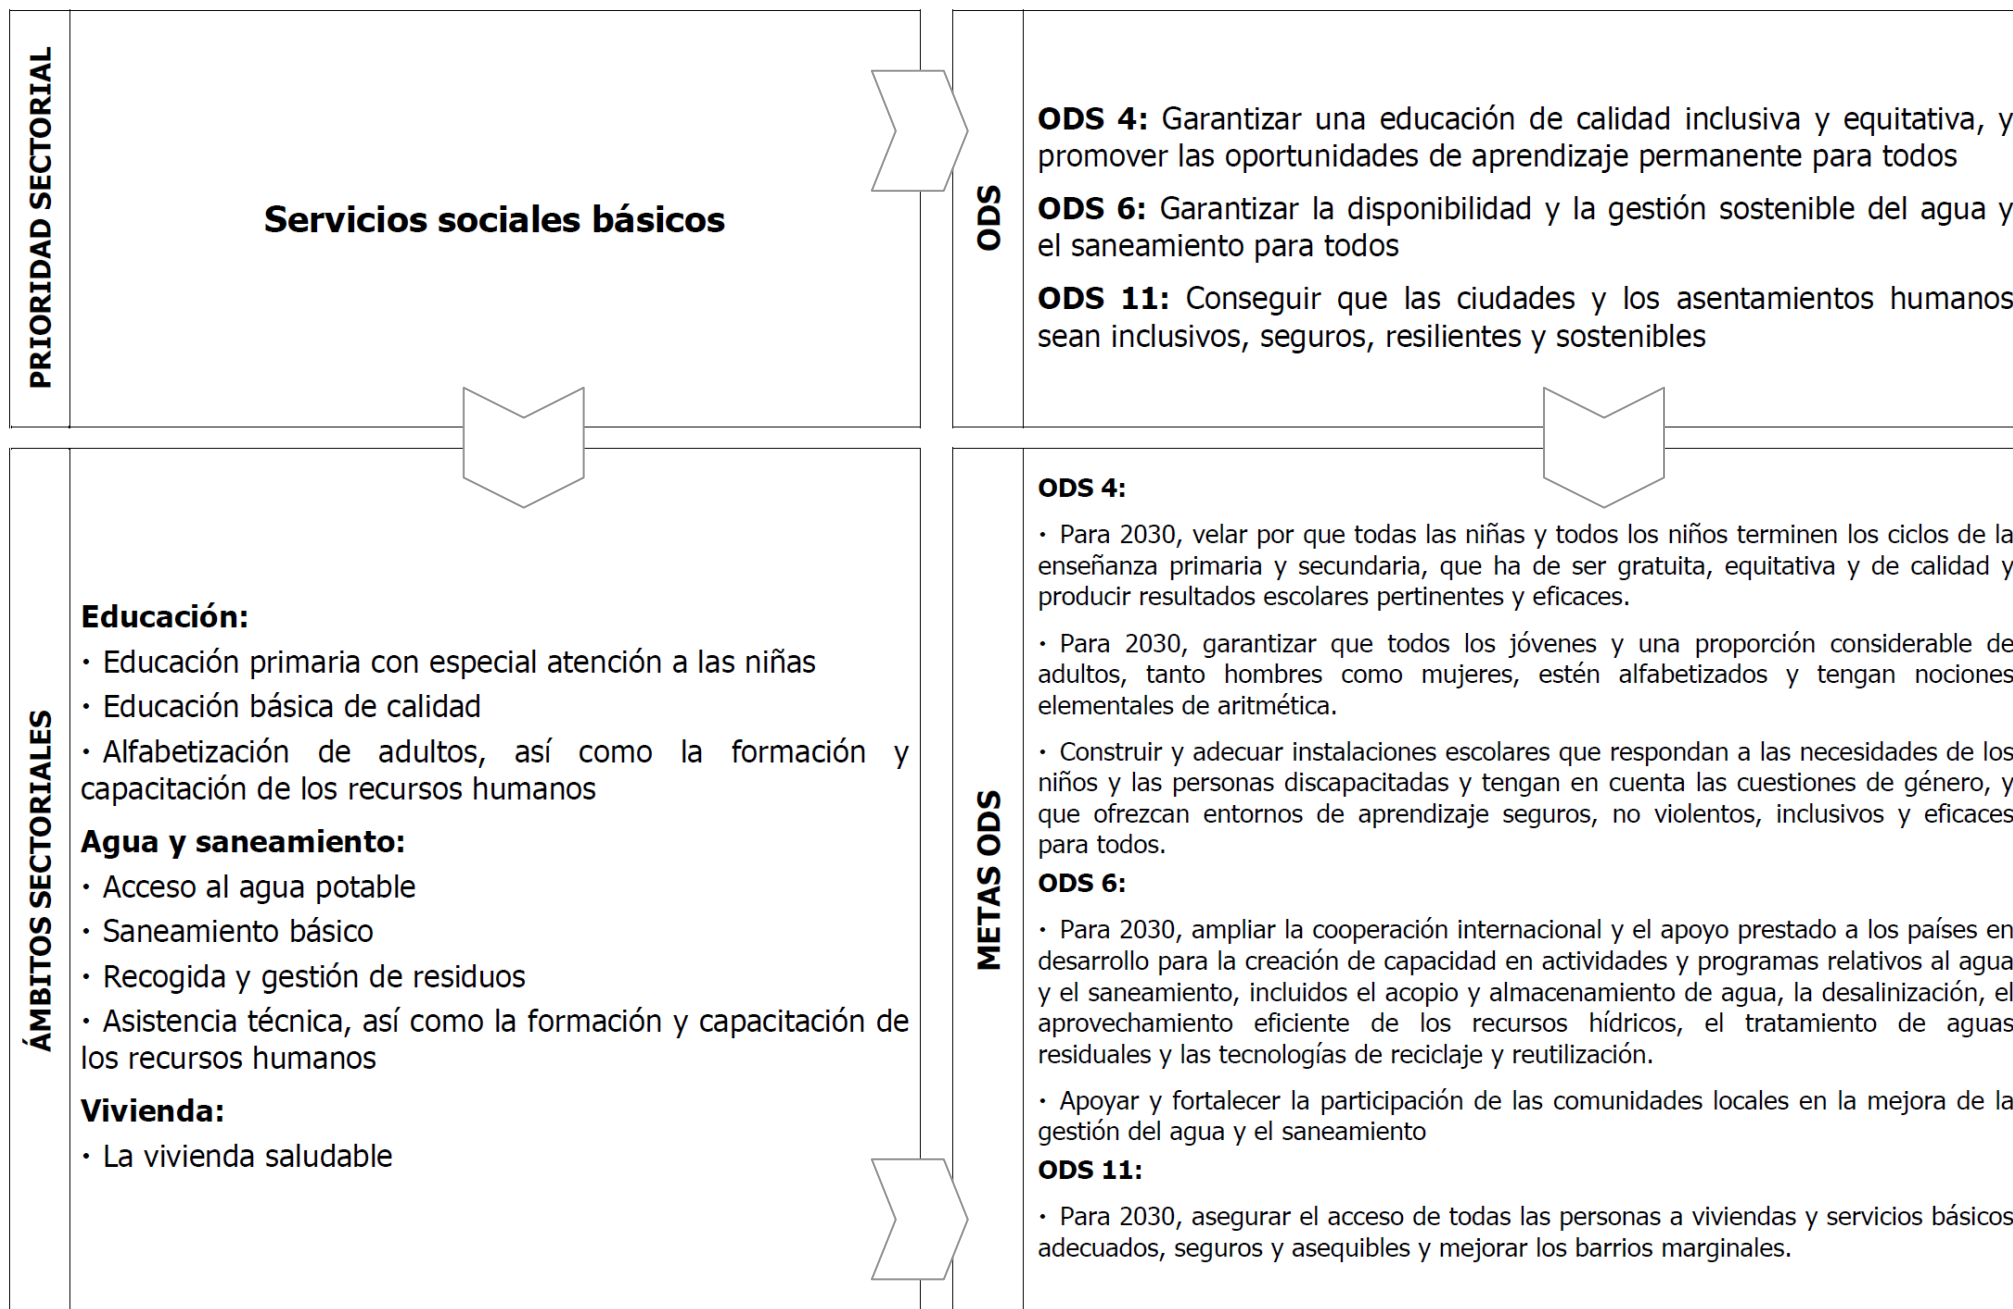 PRIORIDAD SECTORIAL
Servicios sociales básicos
ODS
ODS 4: Garantizar una educación de calidad inclusiva y equitativa, y
promover las oportunidades de aprendizaje permanente para todos
ODS 6: Garantizar la disponibilidad y la gestión sostenible del agua y
el saneamiento para todos
ODS 11: Conseguir que las ciudades y los asentamientos humanos
sean inclusivos, seguros, resilientes y sostenibles
ÁMBITOS SECTORIALES
Educación:
· Educación primaria con especial atención a las niñas
· Educación básica de calidad
· Alfabetización de adultos, así como la formación y
capacitación de los recursos humanos
Agua y saneamiento:
· Acceso al agua potable
· Saneamiento básico
· Recogida y gestión de residuos
· Asistencia técnica, así como la formación y capacitación de
los recursos humanos
Vivienda:
· La vivienda saludable
METAS ODS
ODS 4:
· Para 2030, velar por que todas las niñas y todos los niños terminen los ciclos de la
enseñanza primaria y secundaria, que ha de ser gratuita, equitativa y de calidad y
producir resultados escolares pertinentes y eficaces.
· Para 2030, garantizar que todos los jóvenes y una proporción considerable de
adultos, tanto hombres como mujeres, estén alfabetizados y tengan nociones
elementales de aritmética.
· Construir y adecuar instalaciones escolares que respondan a las necesidades de los
niños y las personas discapacitadas y tengan en cuenta las cuestiones de género, y
que ofrezcan entornos de aprendizaje seguros, no violentos, inclusivos y eficaces
para todos.
ODS 6:
· Para 2030, ampliar la cooperación internacional y el apoyo prestado a los países en
desarrollo para la creación de capacidad en actividades y programas relativos al agua
y el saneamiento, incluidos el acopio y almacenamiento de agua, la desalinización, el
aprovechamiento eficiente de los recursos hídricos, el tratamiento de aguas
residuales y las tecnologías de reciclaje y reutilización.
· Apoyar y fortalecer la participación de las comunidades locales en la mejora de la
gestión del agua y el saneamiento
ODS 11:
· Para 2030, asegurar el acceso de todas las personas a viviendas y servicios básicos
adecuados, seguros y asequibles y mejorar los barrios marginales.